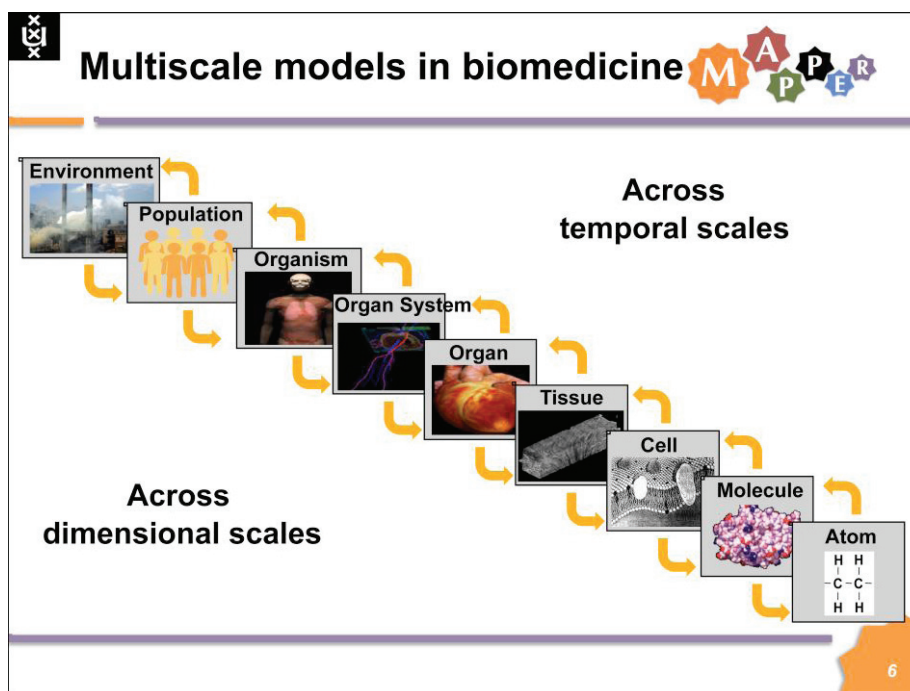 Multiscale models in biomedicine
MAPPER
Environment
Population
Organism
Organ System
Organ
Tissue
Cell
Molecule
Atom
H H
C C
H H
Across
temporal scales
Across
dimensional scales
6